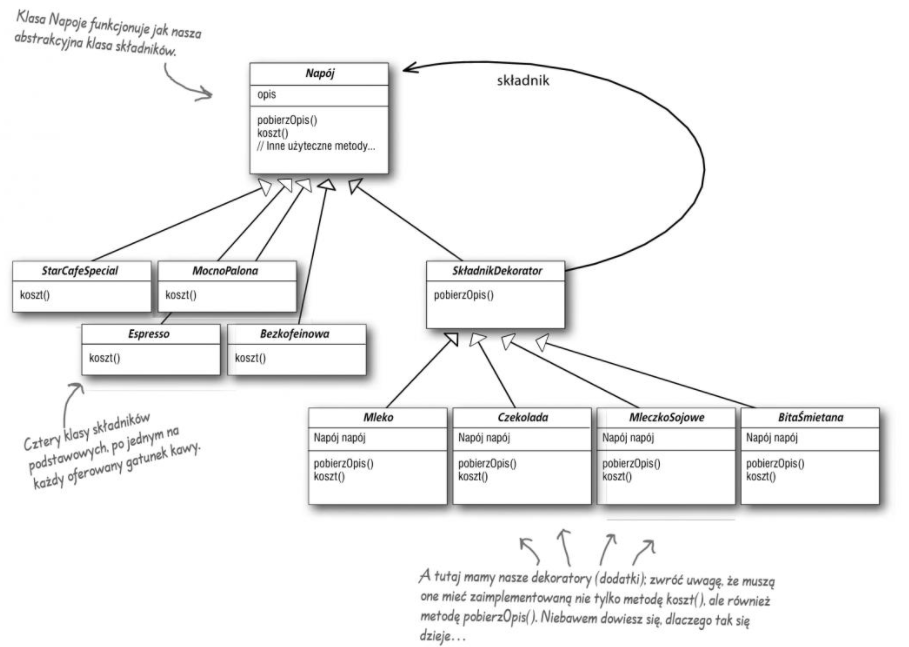 Klasa Napoje funkcjonuje jak nasza
abstrakcyjna klasa składników.
składnik
Napój
opis
pobierzOpis()
koszt()
// Inne użyteczne metody...
StarCafeSpecial
koszt()
MocnoPalona
koszt()
SkładnikDekorator
pobierzOpis()
Espresso
koszt()
Bezkofeinowa
koszt()
Cztery klasy składników
podstawowych, po jednym na
każdy oferowany gatunek kawy.
Mleko
Napój napój
pobierzOpis()
koszt()
Czekolada
Napój napój
pobierzOpis()
koszt()
MleczkoSojowe
Napój napój
pobierzOpis()
koszt()
BitaŚmietana
Napój napój
pobierzOpis()
koszt()
A tutaj mamy nasze dekoratory (dodatki); zwróć uwagę, że muszą
one mieć zaimplementowaną nie tylko metodę koszt(), ale również
metodę pobierzOpis(). Niebawem dowiesz się, dlaczego tak się
dzieje...